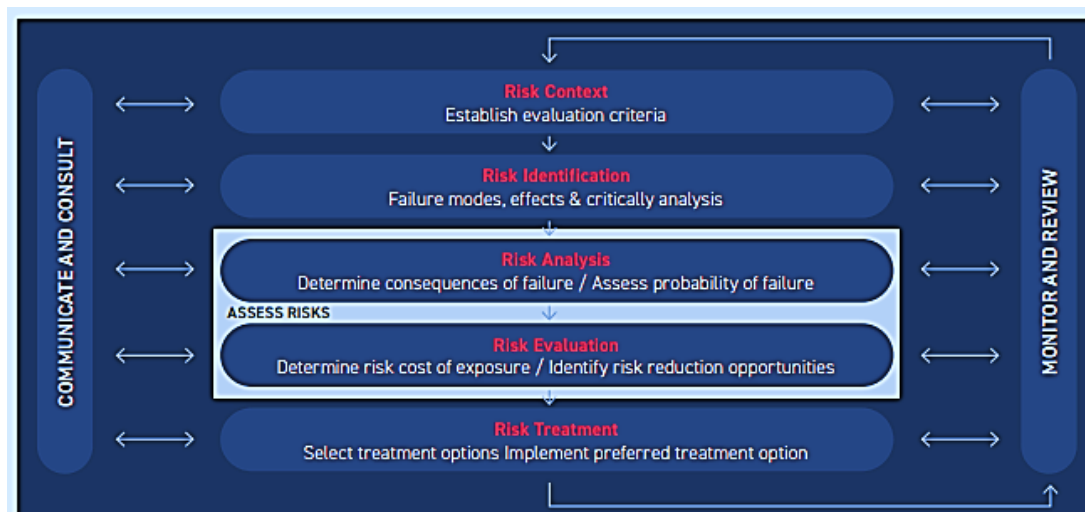 COMMUNICATE AND CONSULT
Risk Context
Establish evaluation criteria
Risk Identification
Failure modes, effects & critically analysis
Risk Analysis
Determine consequences of failure / Assess probability of failure
ASSESS RISKS
Risk Evaluation
Determine risk cost of exposure / Identify risk reduction opportunities
Risk Treatment
Select treatment options Implement preferred treatment option
MONITOR AND REVIEW